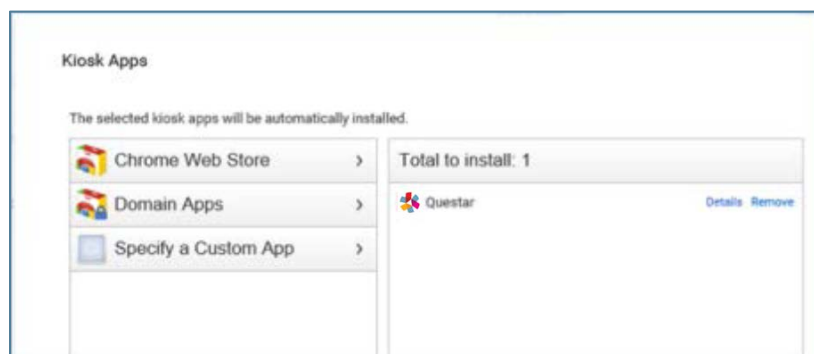 Kiosk Apps
The selected kiosk apps will be automatically installed.
Chrome Web Store
Domain Apps
Specify a Custom App
Total to install: 1
Questar Details Remove